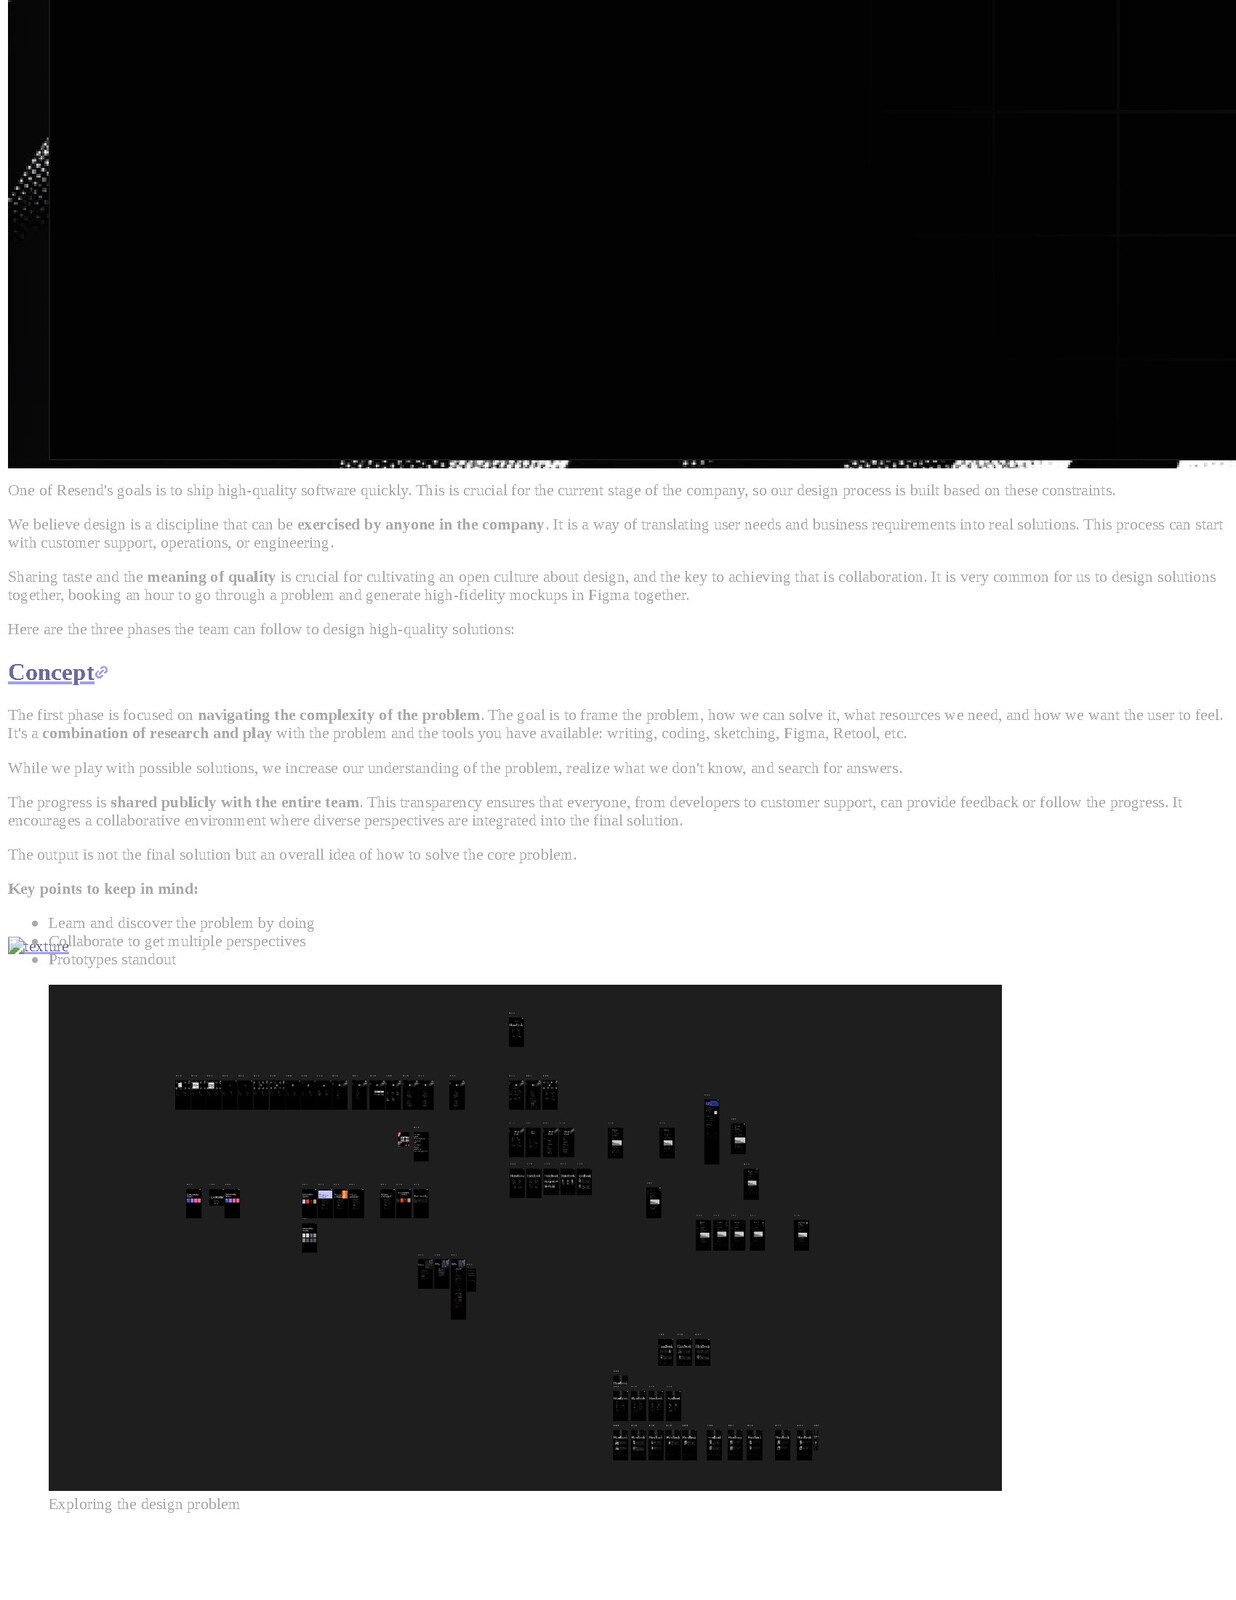 One of Resend's goals is to ship high-quality software quickly. This is crucial for the current stage of the company, so our design process is built based on these constraints.
We believe design is a discipline that can be exercised by anyone in the company. It is a way of translating user needs and business requirements into real solutions. This process can start
with customer support, operations, or engineering.
Sharing taste and the meaning of quality is crucial for cultivating an open culture about design, and the key to achieving that is collaboration. It is very common for us to design solutions
together, booking an hour to go through a problem and generate high-fidelity mockups in Figma together.
Here are the three phases the team can follow to design high-quality solutions:
Concept
The first phase is focused on navigating the complexity of the problem. The goal is to frame the problem, how we can solve it, what resources we need, and how we want the user to feel.
It's a combination of research and play with the problem and the tools you have available: writing, coding, sketching, Figma, Retool, etc.
While we play with possible solutions, we increase our understanding of the problem, realize what we don't know, and search for answers.
The progress is shared publicly with the entire team. This transparency ensures that everyone, from developers to customer support, can provide feedback or follow the progress. It
encourages a collaborative environment where diverse perspectives are integrated into the final solution.
The output is not the final solution but an overall idea of how to solve the core problem.
Key points to keep in mind:
Learn and discover the problem by doing
Collaborate to get multiple perspectives
texture
Prototypes standout
Exploring the design problem